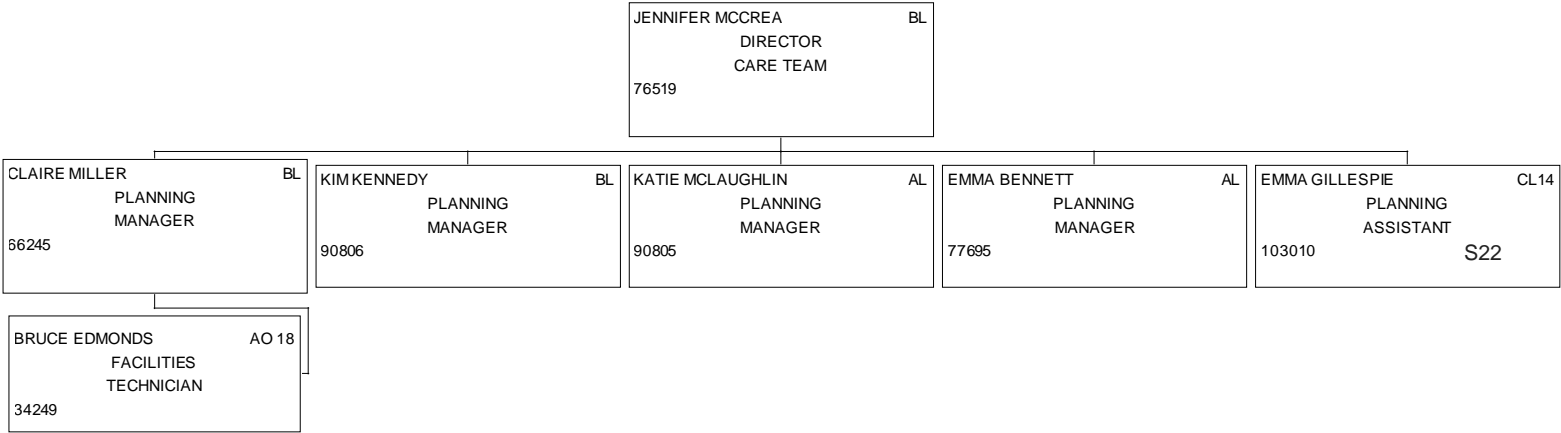 JENNIFER MCCREA BL
DIRECTOR
CARE TEAM
76519
CLAIRE MILLER BL
PLANNING
MANAGER
66245
KIM KENNEDY BL
PLANNING
MANAGER
90806
KATIE MCLAUGHLIN AL
PLANNING
MANAGER
90805
EMMA BENNETT AL
PLANNING
MANAGER
77695
EMMA GILLESPIE CL14
PLANNING
ASSISTANT
103010 S22
BRUCE EDMONDS AO 18
FACILITIES
TECHNICIAN
34249